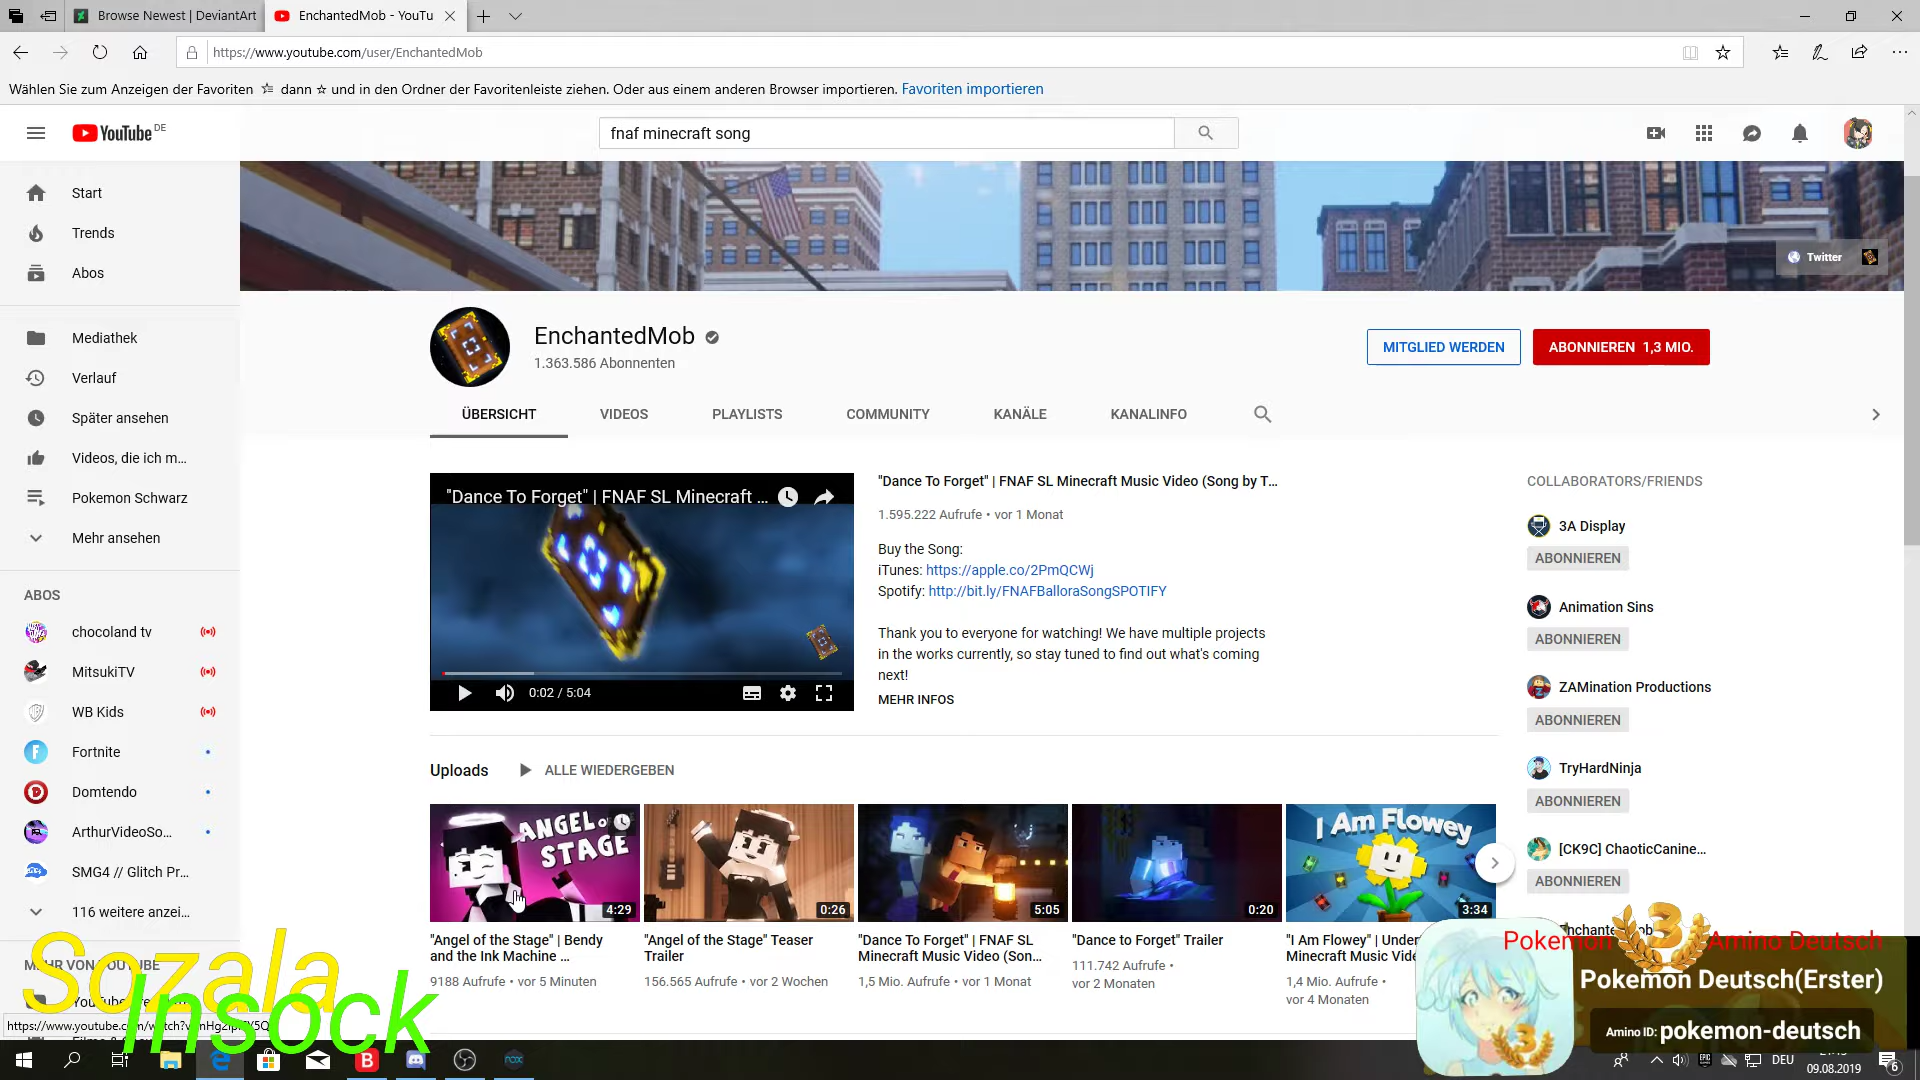 Browse Newest | DeviantArt
EnchantedMob - YouTu
https://www.youtube.com/user/EnchantedMob
Wählen Sie zum Anzeigen der Favoriten dann und in den Ordner der Favoritenleiste ziehen. Oder aus einem anderen Browser importieren. Favoriten importieren
YouTube DE
fnaf minecraft song
Start
Trends
Abos
Mediathek
Verlauf
Später ansehen
Videos, die ich m...
Pokemon Schwarz
Mehr ansehen
ABOS
chocoland tv
MitsukiTV
WB Kids
Fortnite
Domtendo
ArthurVideoSo...
SMG4 // Glitch Pr...
116 weitere anzei...
MEHR VON YOUTUBE
Twitter
EnchantedMob
1.363.586 Abonnenten
MITGLIED WERDEN
ABONNIEREN 1,3 MIO.
ÜBERSICHT
VIDEOS
PLAYLISTS
COMMUNITY
KANÄLE
KANALINFO
"Dance To Forget" | FNAF SL Minecraft ...
0:02 / 5:04
"Dance To Forget" | FNAF SL Minecraft Music Video (Song by T...
1.595.222 Aufrufe • vor 1 Monat
Buy the Song:
iTunes: https://apple.co/2PmQCWj
Spotify: http://bit.ly/FNAFBalloraSongSPOTIFY
Thank you to everyone for watching! We have multiple projects
in the works currently, so stay tuned to find out what's coming
next!
MEHR INFOS
COLLABORATORS/FRIENDS
3A Display
ABONNIEREN
Animation Sins
ABONNIEREN
ZAMination Productions
ABONNIEREN
TryHardNinja
ABONNIEREN
[CK9C] ChaoticCanine...
ABONNIEREN
Uploads
ALLE WIEDERGEBEN
ANGEL OF
STAGE
4:29
"Angel of the Stage" | Bendy
and the Ink Machine ...
9188 Aufrufe • vor 5 Minuten
0:26
"Angel of the Stage" Teaser
Trailer
156.565 Aufrufe • vor 2 Wochen
5:05
"Dance To Forget" | FNAF SL
Minecraft Music Video (Son...
1,5 Mio. Aufrufe • vor 1 Monat
0:20
"Dance to Forget" Trailer
111.742 Aufrufe •
vor 2 Monaten
I Am Flowey
3:34
"I Am Flowey" | Under
Minecraft Music Vide
1,4 Mio. Aufrufe •
vor 4 Monaten
Sozala
Insock
Pokemon Amino Deutsch
3
Pokemon Deutsch(Erster)
Amino ID: pokemon-deutsch
3
DEU
09.08.2019
6